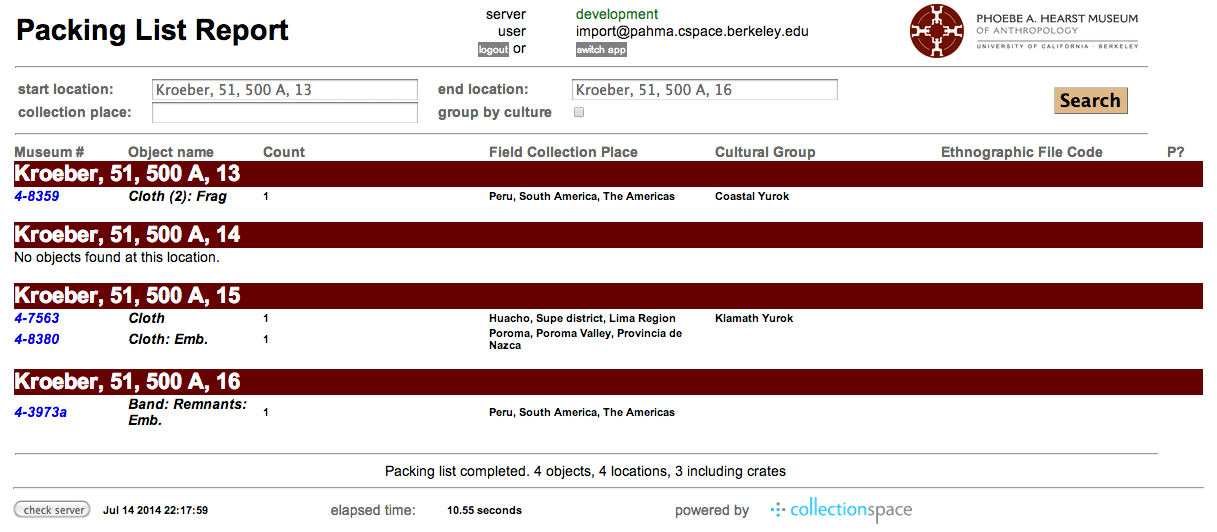 Packing List Report
server development
user import@pahma.cspace.berkeley.edu
logout or switch app
PHOEBE A. HEARST MUSEUM
OF ANTHROPOLOGY
UNIVERSITY OF CALIFORNIA · BERKELEY
start location: Kroeber, 51, 500 A, 13 end location: Kroeber, 51, 500 A, 16
collection place: group by culture
Search
Museum # Object name Count Field Collection Place Cultural Group Ethnographic File Code P?
Kroeber, 51, 500 A, 13
4-8359 Cloth (2): Frag 1 Peru, South America, The Americas Coastal Yurok
Kroeber, 51, 500 A, 14
No objects found at this location.
Kroeber, 51, 500 A, 15
4-7563 Cloth 1 Huacho, Supe district, Lima Region Klamath Yurok
4-8380 Cloth: Emb. 1 Poroma, Poroma Valley, Provincia de
Nazca
Kroeber, 51, 500 A, 16
4-3973a Band: Remnants:
Emb. 1 Peru, South America, The Americas
Packing list completed. 4 objects, 4 locations, 3 including crates
check server Jul 14 2014 22:17:59 elapsed time: 10.55 seconds powered by collectionspace